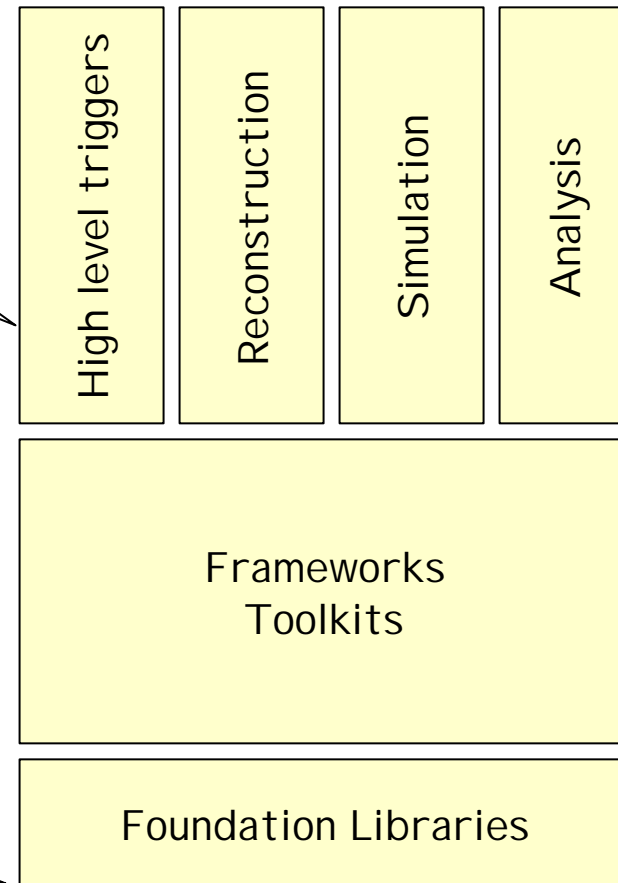 High level triggers
Reconstruction
Simulation
Analysis
Frameworks
Toolkits
Foundation Libraries